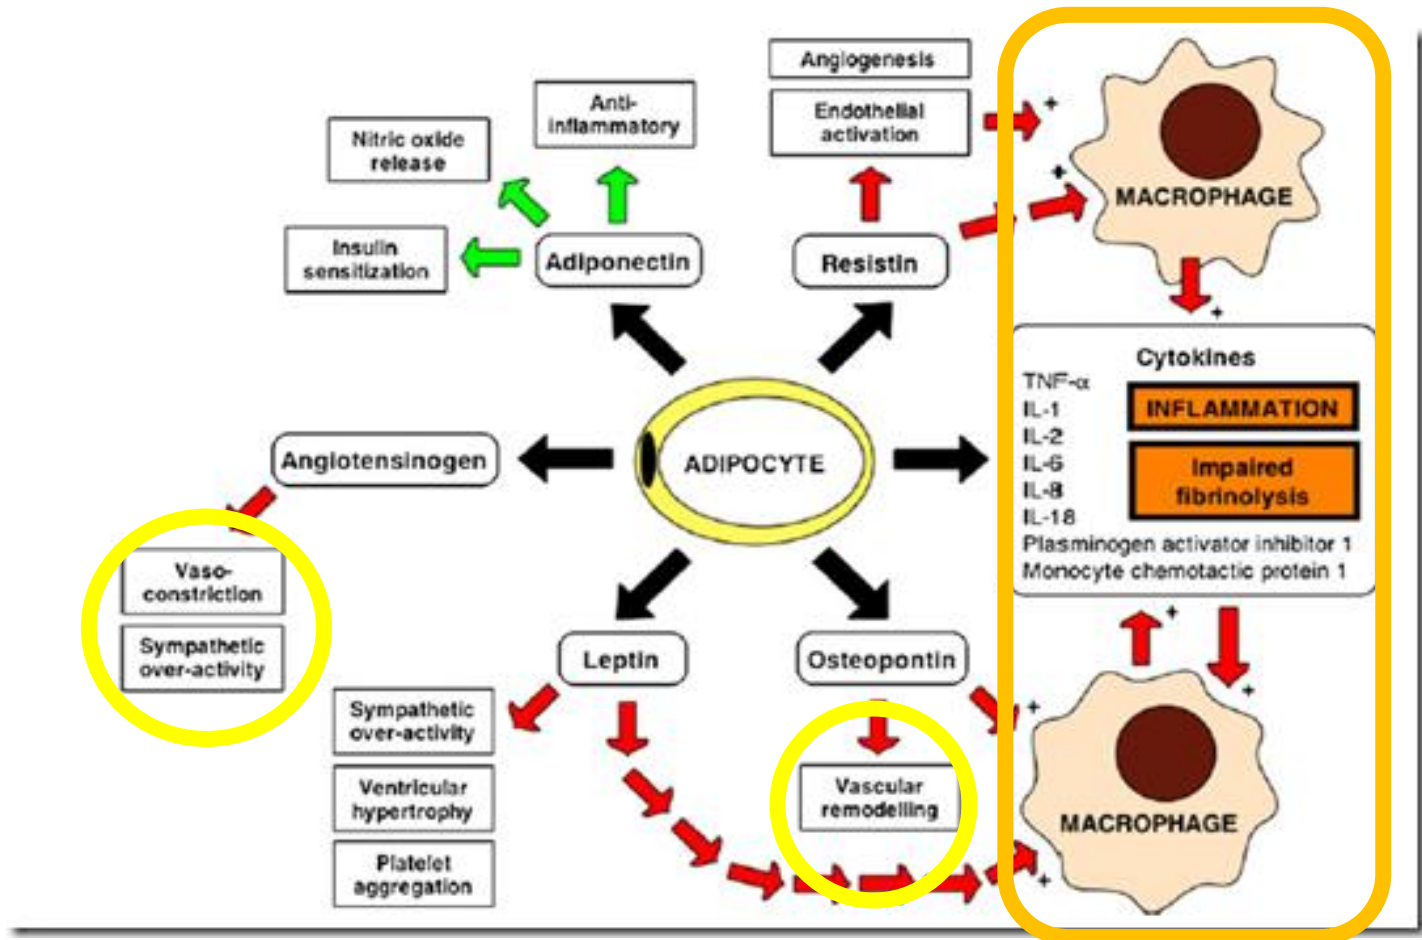 Angiogenesis
Endothelial
activation
+
Anti-
inflammatory
Nitric oxide
release
Insulin
sensitization
Adiponectin
Resistin
+
MACROPHAGE
+
Cytokines
TNF-α
IL-1
IL-2
IL-6
IL-8
IL-18
INFLAMMATION
Impaired
fibrinolysis
Plasminogen activator inhibitor 1
Monocyte chemotactic protein 1
Angiotensinogen
ADIPOCYTE
Vaso-
constriction
Sympathetic
over-activity
Leptin
Osteopontin
+
+
+
Sympathetic
over-activity
Ventricular
hypertrophy
Platelet
aggregation
Vascular
remodelling
MACROPHAGE
+